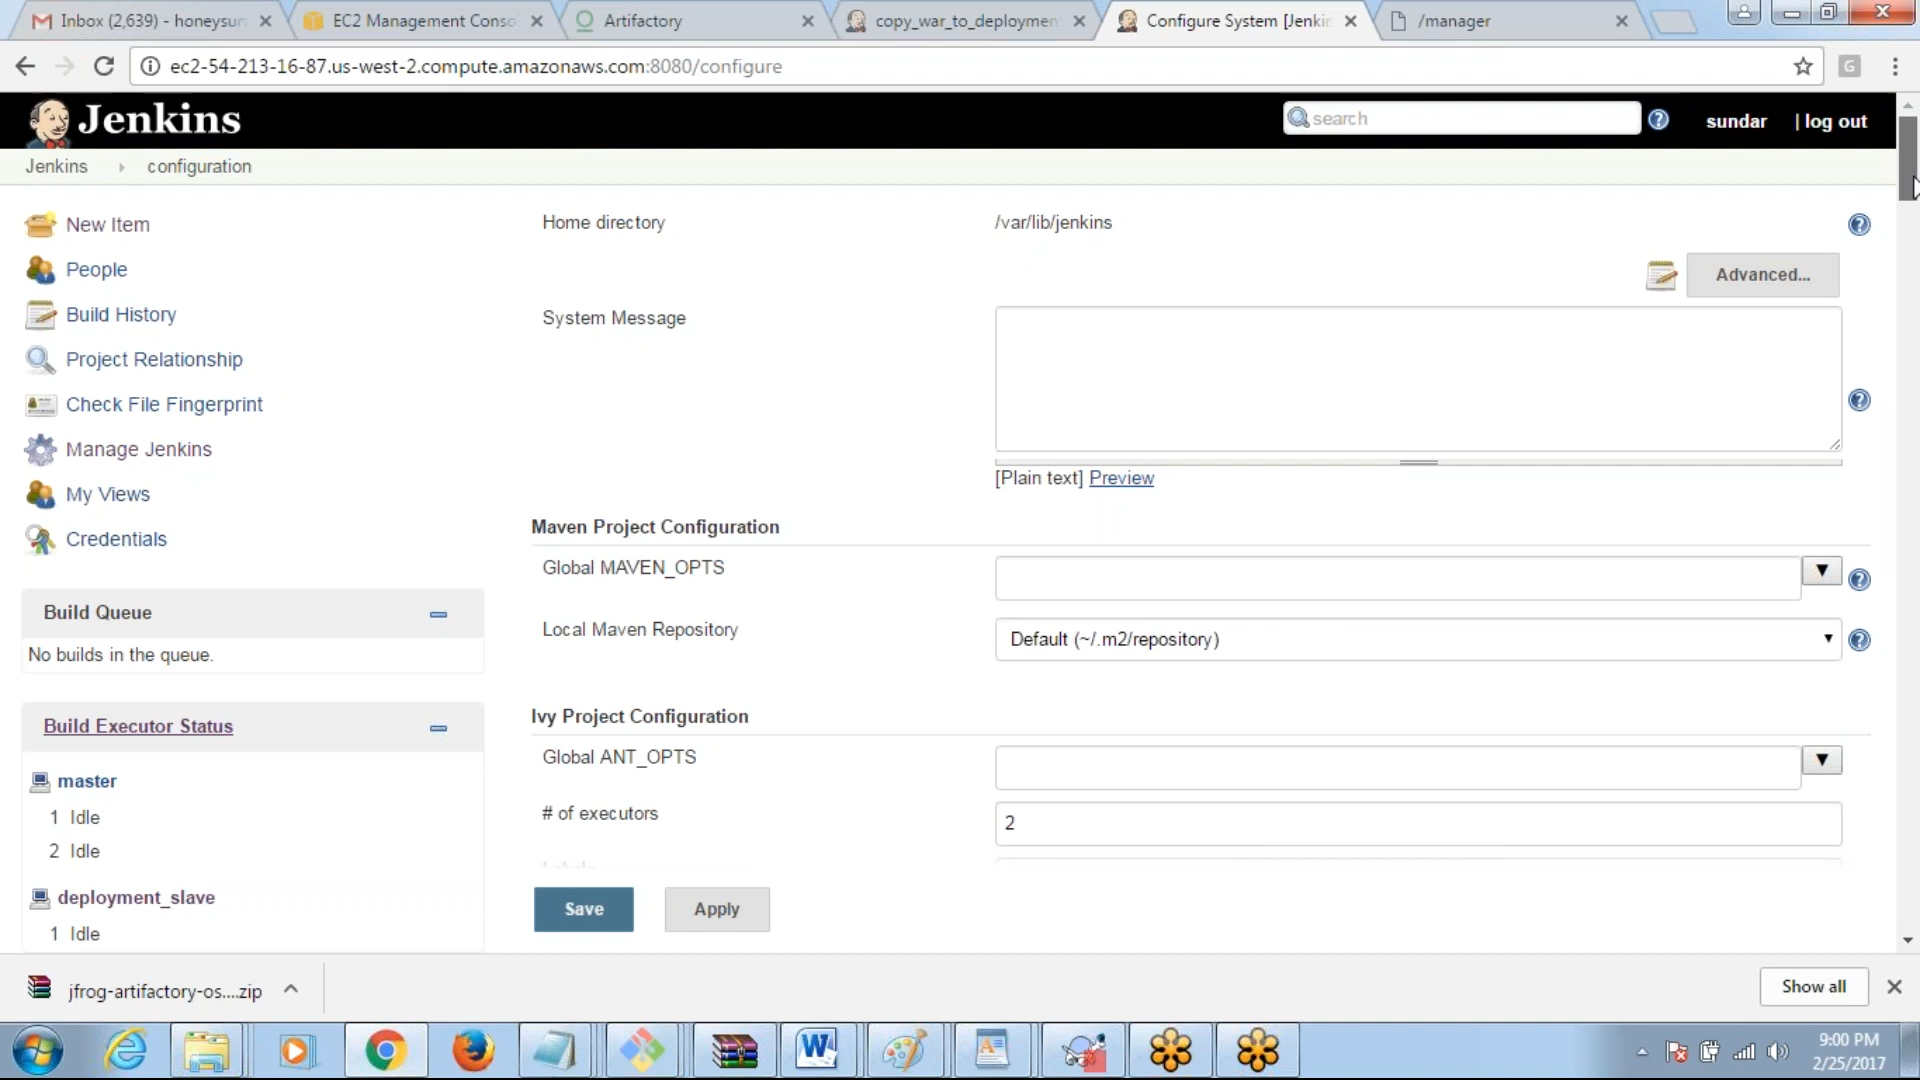 Inbox (2,639) - honeysun
EC2 Management Conso
Artifactory
copy_war_to_deploymen
Configure System [Jenkin
/manager
ec2-54-213-16-87.us-west-2.compute.amazonaws.com:8080/configure
G
Jenkins
search
sundar
| log out
Jenkins
configuration
New Item
People
Build History
Project Relationship
Check File Fingerprint
Manage Jenkins
My Views
Credentials
Build Queue
No builds in the queue.
Build Executor Status
master
1 Idle
2 Idle
deployment_slave
1 Idle
Home directory
/var/lib/jenkins
Advanced...
System Message
[Plain text] Preview
Maven Project Configuration
Global MAVEN_OPTS
Local Maven Repository
Default (~/.m2/repository)
Ivy Project Configuration
Global ANT_OPTS
# of executors
2
Save
Apply
jfrog-artifactory-os....zip
Show all
9:00 PM
2/25/2017